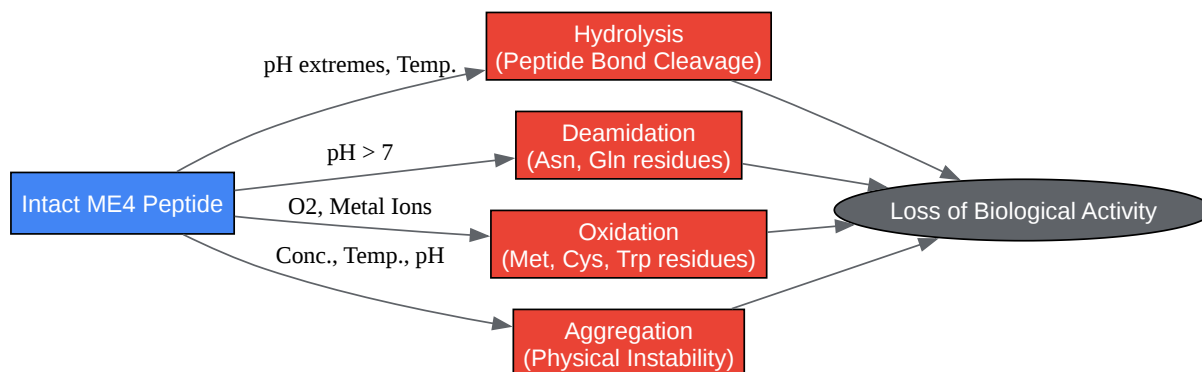 Intact ME4 Peptide
pH extremes, Temp.
pH > 7
O2, Metal Ions
Conc., Temp., pH
Hydrolysis
(Peptide Bond Cleavage)
Deamidation
(Asn, Gln residues)
Oxidation
(Met, Cys, Trp residues)
Aggregation
(Physical Instability)
Loss of Biological Activity